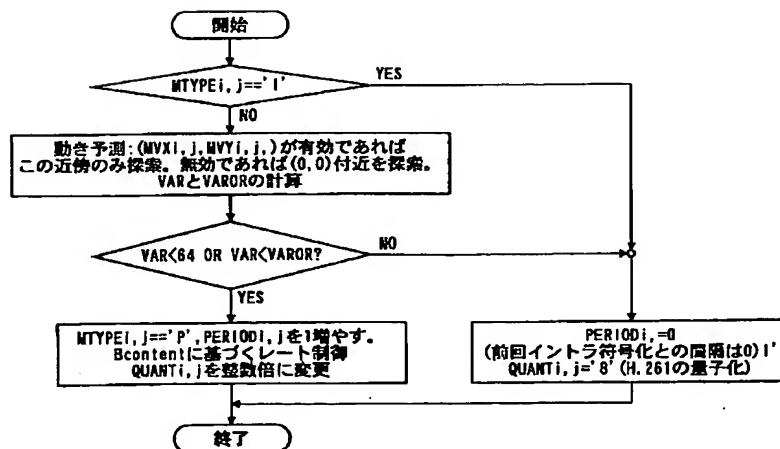 開始
MTYPEi,j=='I'
YES
NO
動き予測:(MVXi,j,MVYi,j,)が有効であれば
この近傍のみ探索。無効であれば(0,0)付近を探索。
VARとVARORの計算
VAR<64 OR VAR<VAROR?
NO
YES
MTYPEi,j=='P',PERIODi,jを1増やす。
Bcontentに基づくレート制御
QUANTi,jを整数倍に変更
PERIODi,=0
(前回イントラ符号化との間隔は0)I'
QUANTi,j='8'(H.261の量子化)
終了